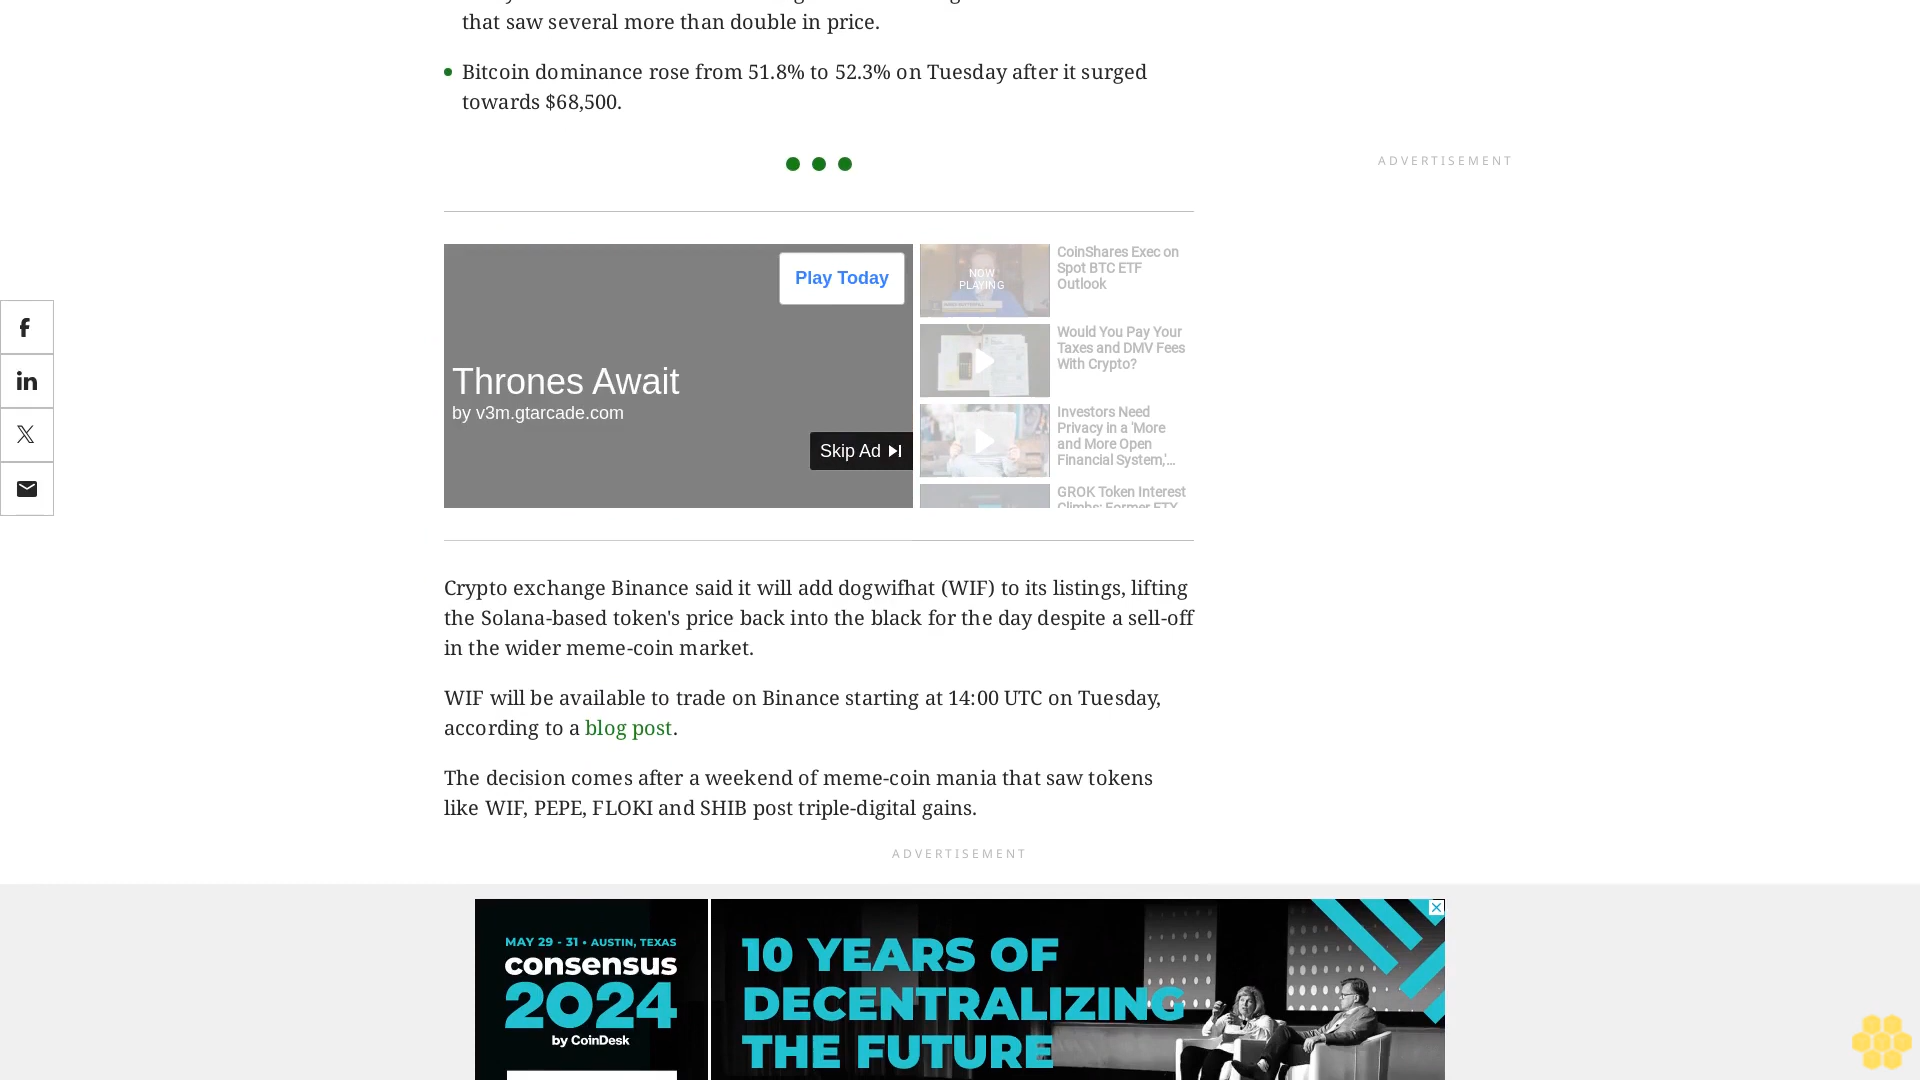 that saw several more than double in price.
Bitcoin dominance rose from 51.8% to 52.3% on Tuesday after it surged
towards $68,500.
ADVERTISEMENT
Play Today
Thrones Await
by v3m.gtarcade.com
Skip Ad
NOW
PLAYING
CoinShares Exec on
Spot BTC ETF
Outlook
Would You Pay Your
Taxes and DMV Fees
With Crypto?
Investors Need
Privacy in a 'More
and More Open
Financial System,'...
GROK Token Interest
Climbs; Former FTX
Crypto exchange Binance said it will add dogwifhat (WIF) to its listings, lifting
the Solana-based token's price back into the black for the day despite a sell-off
in the wider meme-coin market.
WIF will be available to trade on Binance starting at 14:00 UTC on Tuesday,
according to a blog post.
The decision comes after a weekend of meme-coin mania that saw tokens
like WIF, PEPE, FLOKI and SHIB post triple-digital gains.
ADVERTISEMENT
MAY 29 - 31 • AUSTIN, TEXAS
consensus
2024
by CoinDesk
10 YEARS OF
DECENTRALIZING
THE FUTURE